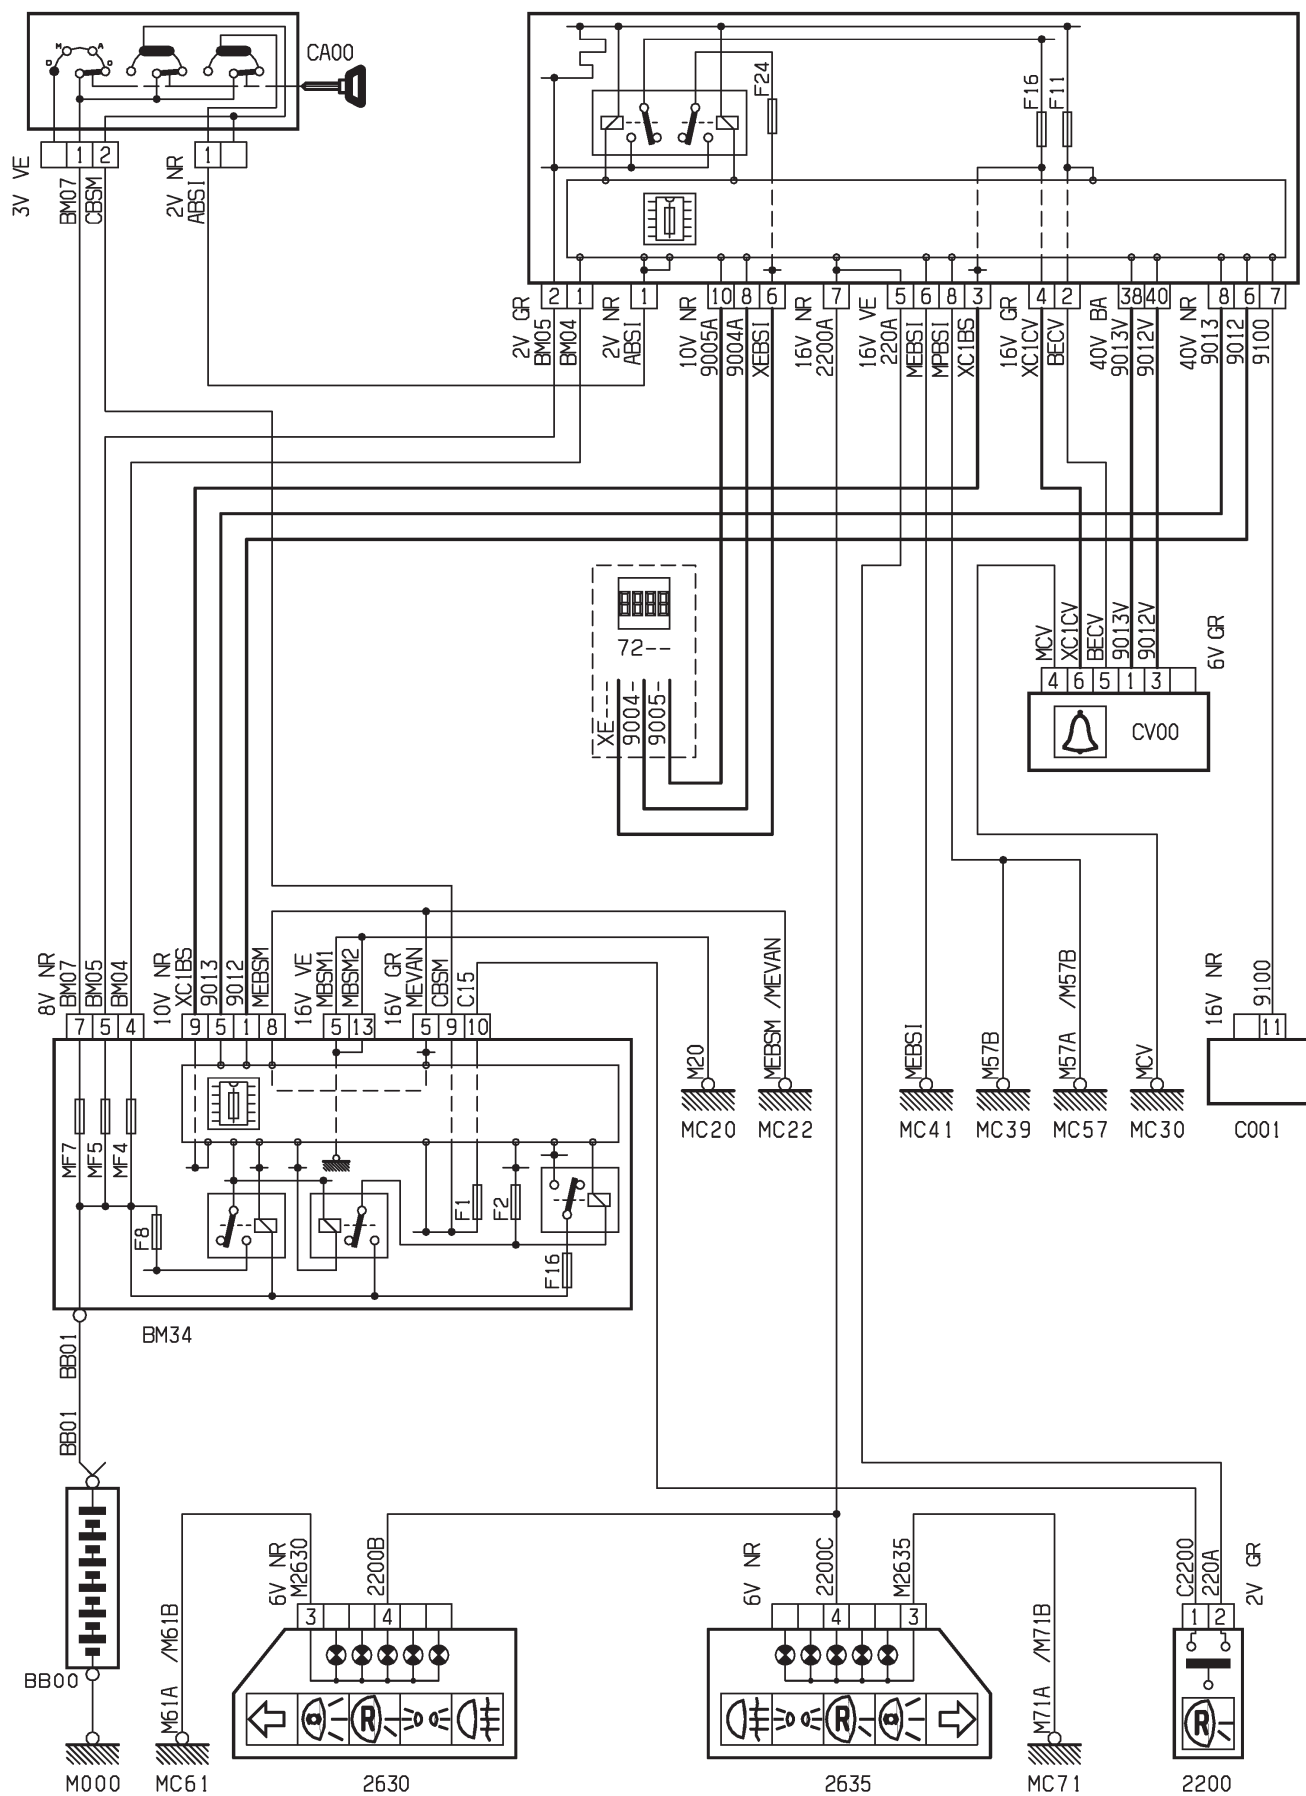 M A
D D
CA00
1 2
1
3V VE
BM07
CBSM
2V NR
ABSI
F24
F16
F11
2 1
1
10 8 6
7
5 6 8 3
4 2
38 40
8 6 7
2V GR
BM05
BM04
2V NR
ABSI
10V NR
9005A
9004A
XEBSI
16V NR
2200A
16V VE
220A
MEBSI
MPBSI
XC1BS
16V GR
XC1CV
BECV
40V BA
9013V
9012V
40V NR
9013
9012
9100
72--
XE----
9004-
9005-
MCV
XC1CV
BECV
9013V
9012V
6V GR
4 6 5 1 3
CV00
8V NR
BM07
BM05
BM04
10V NR
XC1BS
9013
9012
MEBSM
16V VE
MBSM1
MBSM2
16V GR
MEVAN
CBSM
C15
7 5 4
9 5 1 8
5 13
5 9 10
M20
MEBSM /MEVAN
MEBSI
M57B
M57A /M57B
MCV
16V NR
9100
11
MC20
MC22
MC41
MC39
MC57
MC30
C001
MF7
MF5
MF4
F8
F1
F2
F16
BM34
BB01
BB01
BB00
M000
M61A /M61B
MC61
6V NR
M2630
2200B
3 4
R
2630
6V NR
2200C
M2635
4 3
R
2635
M71A /M71B
MC71
C2200
220A
2V GR
1 2
R
2200